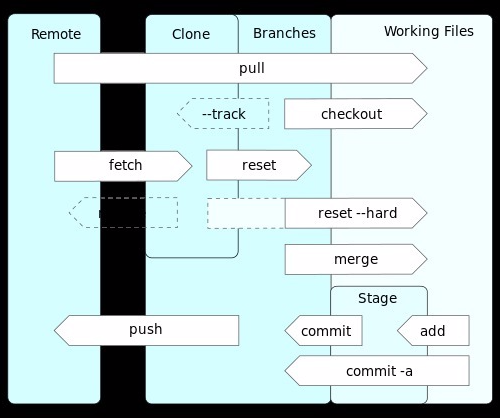 Remote
Clone
Branches
Working Files
pull
--track
checkout
fetch
reset
reset --hard
merge
Stage
push
commit
add
commit -a